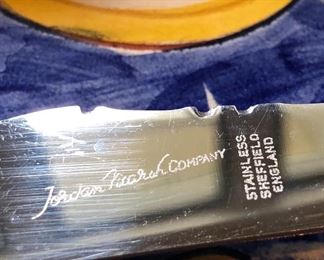 Jordan Marsh COMPANY
STAINLESS
SHEFFIELD
ENGLAND